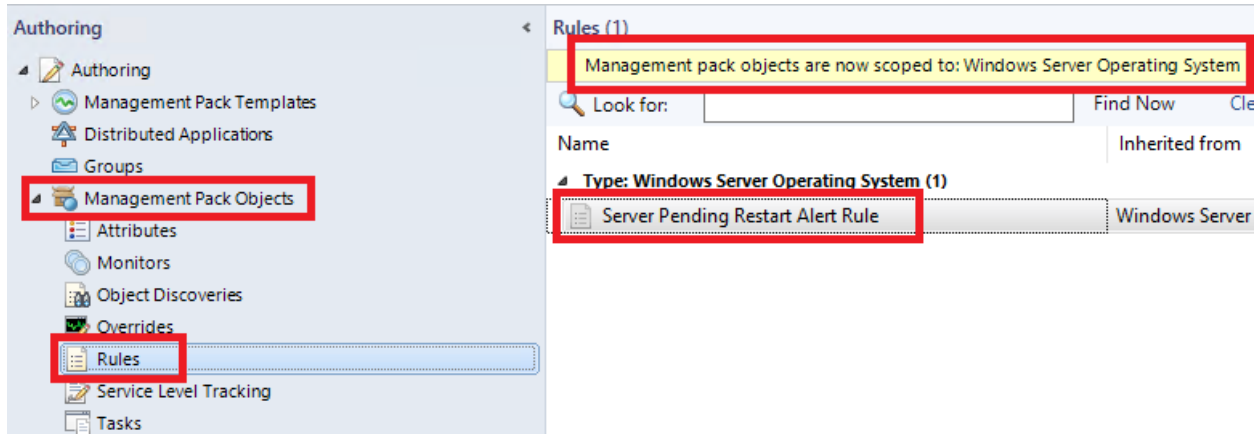 Authoring
Authoring
Management Pack Templates
Distributed Applications
Groups
Management Pack Objects
Attributes
Monitors
Object Discoveries
Overrides
Rules
Service Level Tracking
Tasks
Rules (1)
Management pack objects are now scoped to: Windows Server Operating System
Look for: Find Now Cle
Name Inherited from
Type: Windows Server Operating System (1)
Server Pending Restart Alert Rule Windows Server